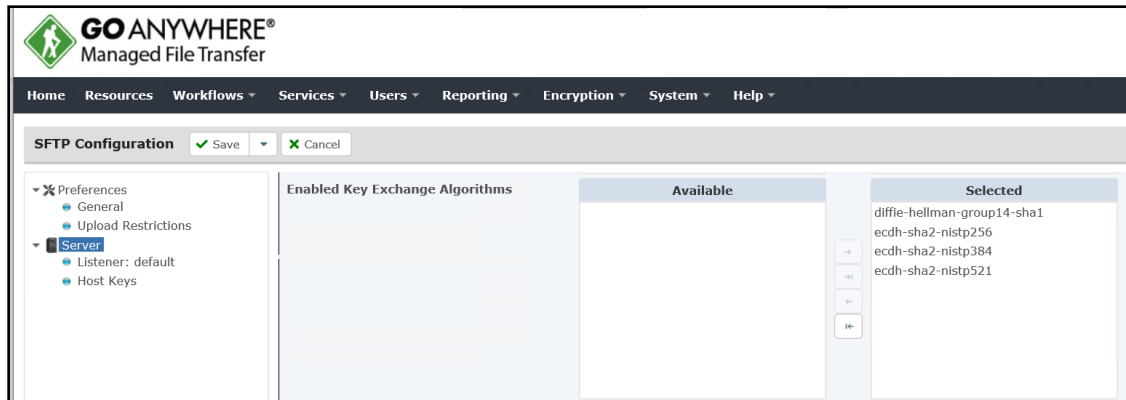 GO ANYWHERE®
Managed File Transfer
Home Resources Workflows Services Users Reporting Encryption System Help
SFTP Configuration Save Cancel
Preferences
General
Upload Restrictions
Server
Listener: default
Host Keys
Enabled Key Exchange Algorithms
Available
Selected
diffie-hellman-group14-sha1
ecdh-sha2-nistp256
ecdh-sha2-nistp384
ecdh-sha2-nistp521